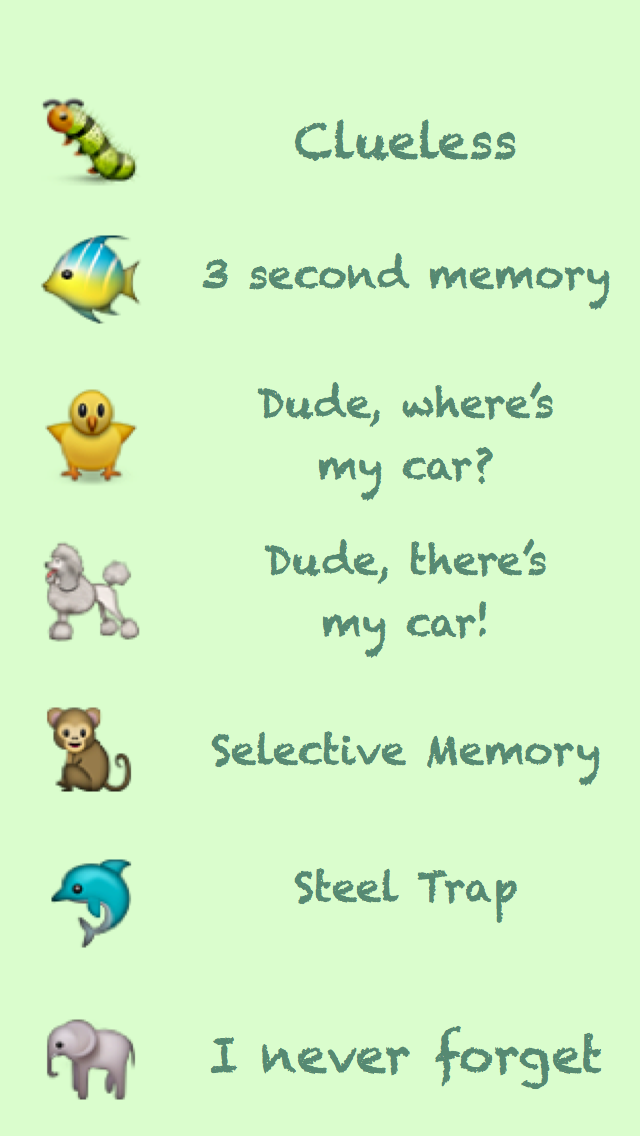 Clueless
3 second memory
Dude, where's
my car?
Dude, there's
my car!
Selective Memory
Steel Trap
I never forget